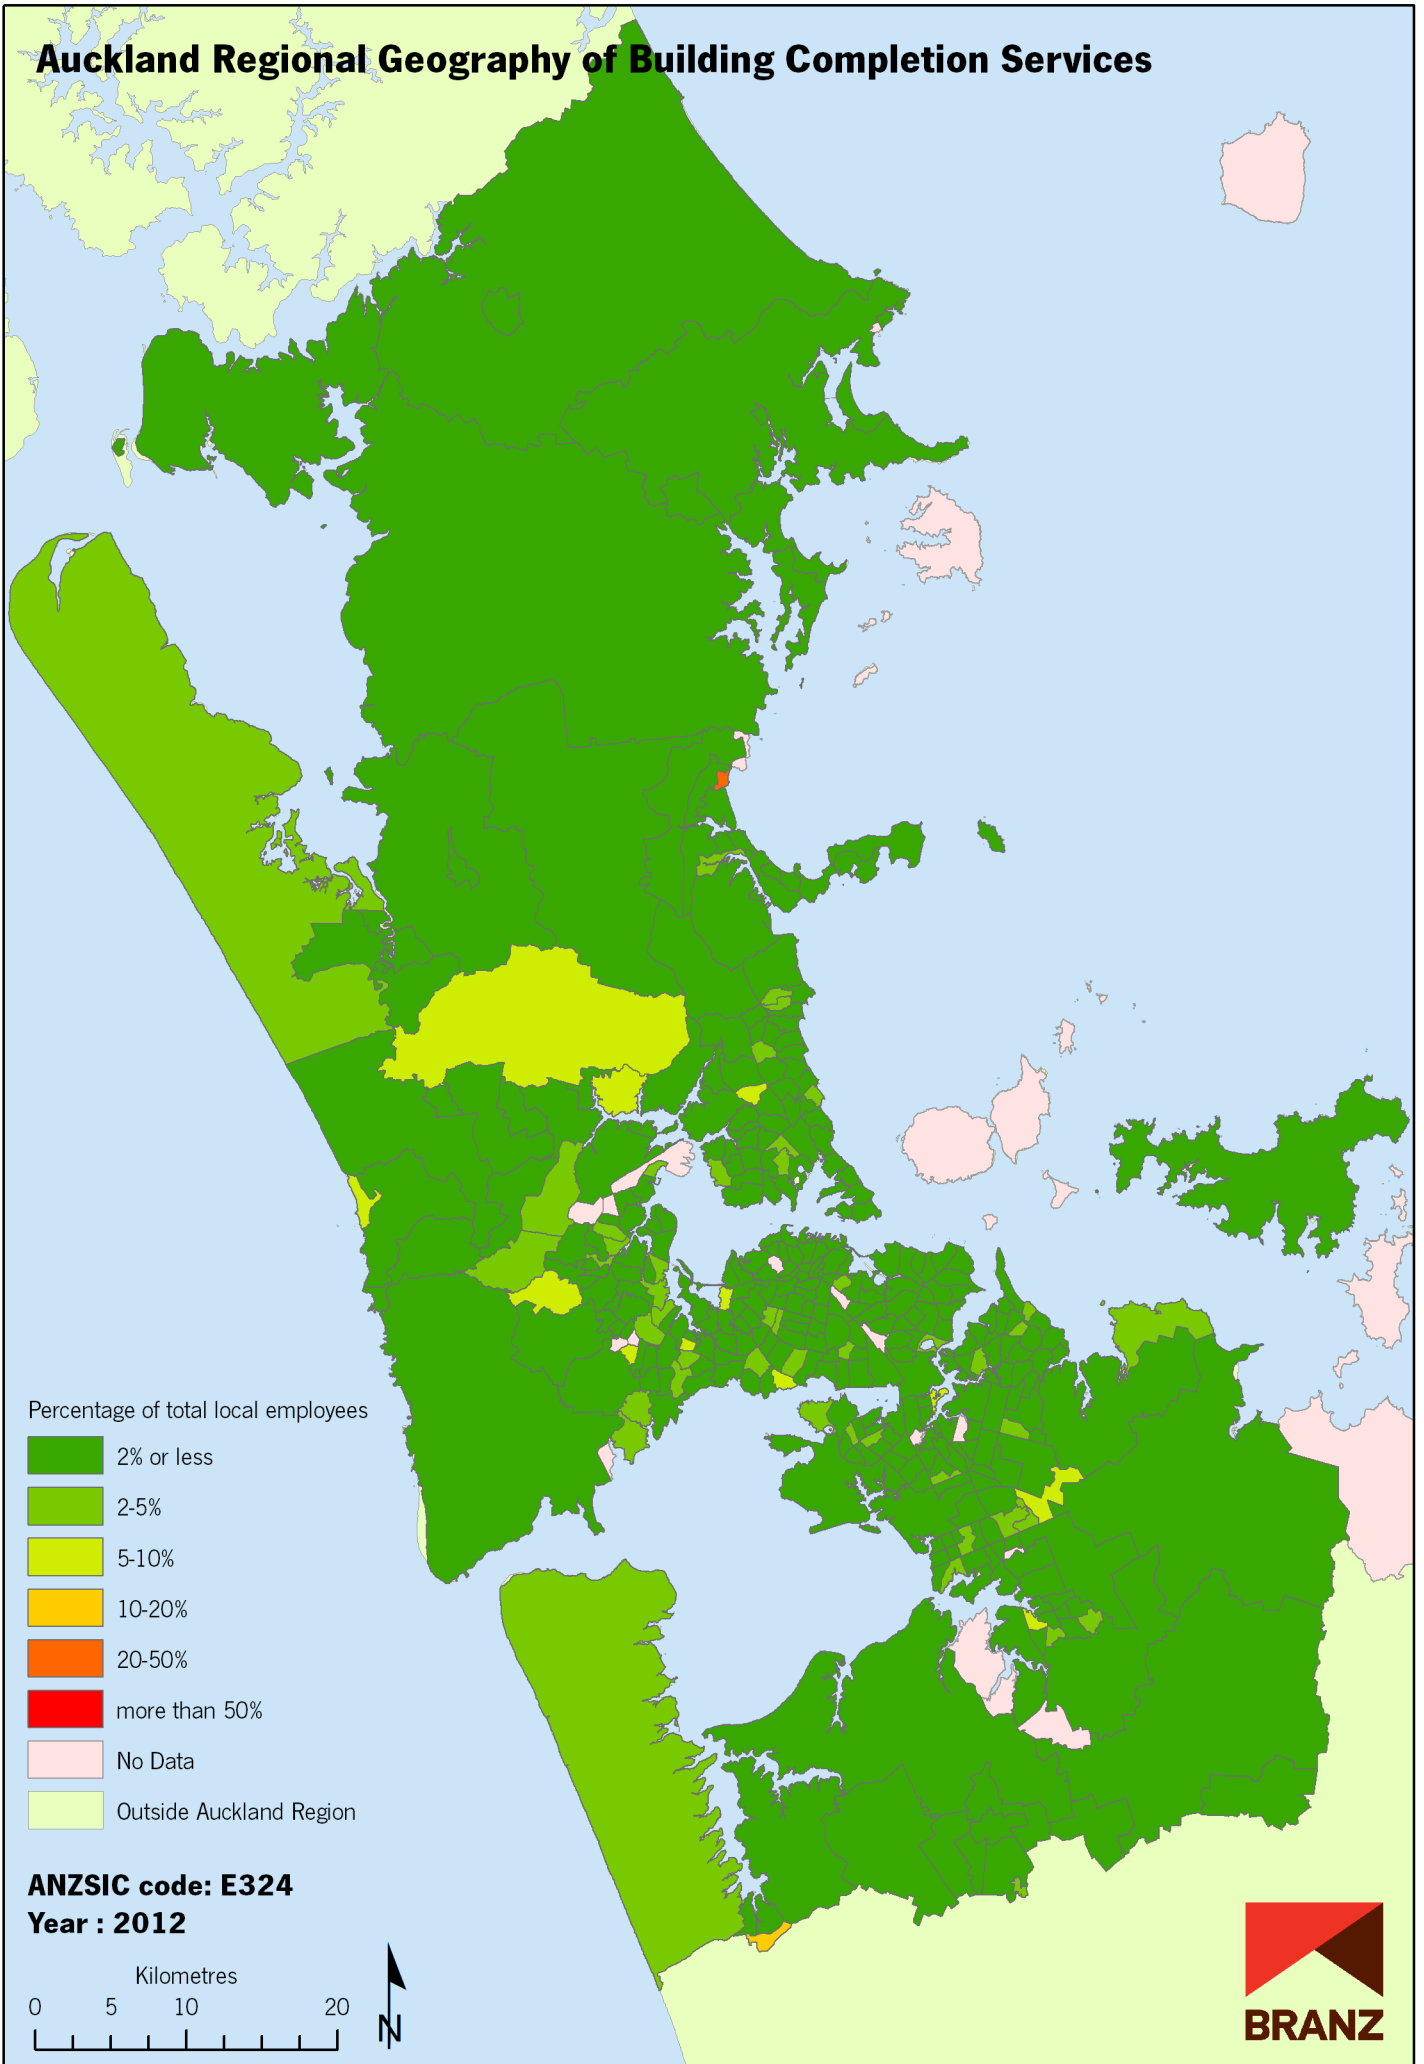 Auckland Regional Geography of Building Completion Services
Percentage of total local employees
2% or less
2-5%
5-10%
10-20%
20-50%
more than 50%
No Data
Outside Auckland Region
ANZSIC code: E324
Year : 2012
Kilometres
0 5 10 20
N
BRANZ